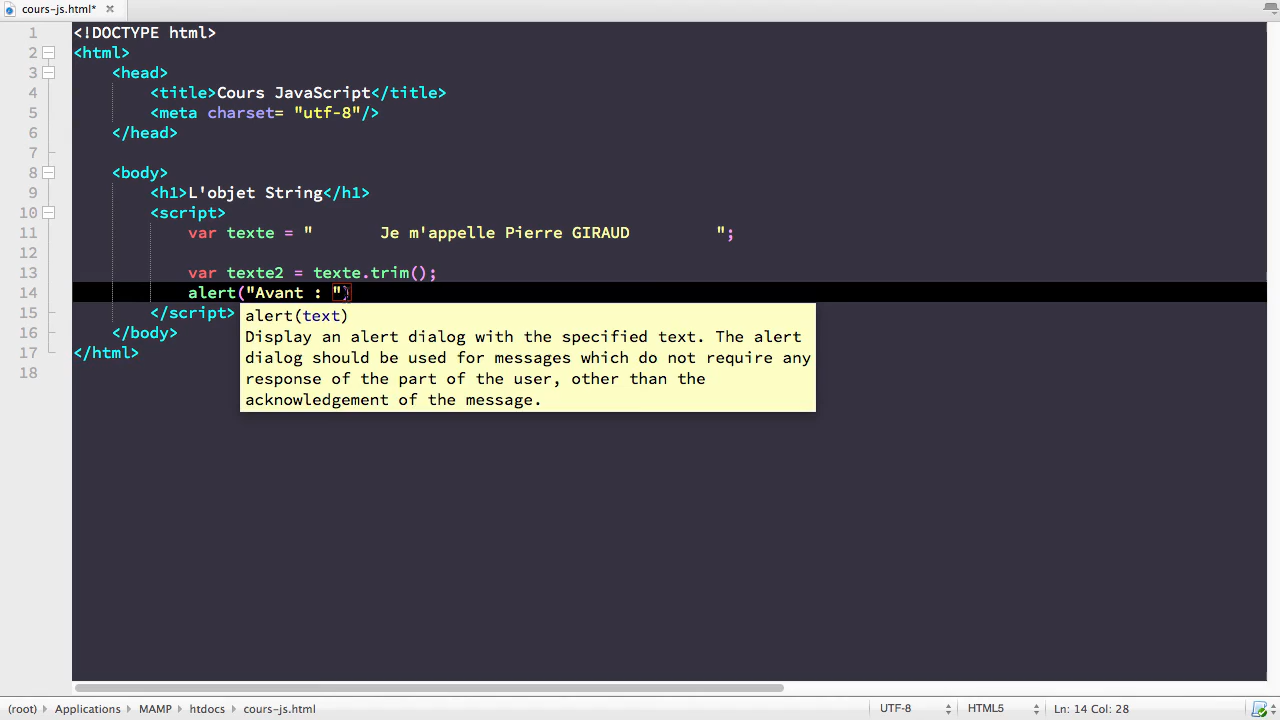 cours-js.html*
1 <!DOCTYPE html>
2 <html>
3 <head>
4 <title>Cours JavaScript</title>
5 <meta charset= "utf-8"/>
6 </head>
7
8 <body>
9 <h1>L'objet String</h1>
10 <script>
11 var texte = "       Je m'appelle Pierre GIRAUD         ";
12
13 var texte2 = texte.trim();
14 alert("Avant : ")
15 </script>
16 </body>
17 </html>
18
alert(text)
Display an alert dialog with the specified text. The alert
dialog should be used for messages which do not require any
response of the part of the user, other than the
acknowledgement of the message.
(root) Applications MAMP htdocs cours-js.html UTF-8 HTML5 Ln: 14 Col: 28